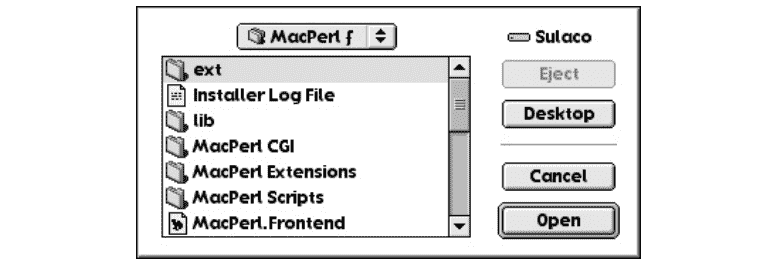 MacPerl ƒ
Sulaco
ext
Installer Log File
lib
MacPerl CGI
MacPerl Extensions
MacPerl Scripts
MacPerl.Frontend
Eject
Desktop
Cancel
Open